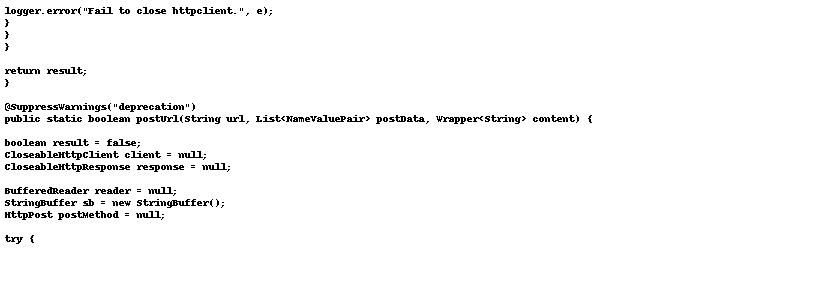 logger.error("Fail to close httpclient.", e);
}
}
}
return result;
}
@SuppressWarnings("deprecation")
public static boolean postUrl(String url, List<NameValuePair> postData, Wrapper<String> content) {
boolean result = false;
CloseableHttpClient client = null;
CloseableHttpResponse response = null;
BufferedReader reader = null;
StringBuffer sb = new StringBuffer();
HttpPost postMethod = null;
try {